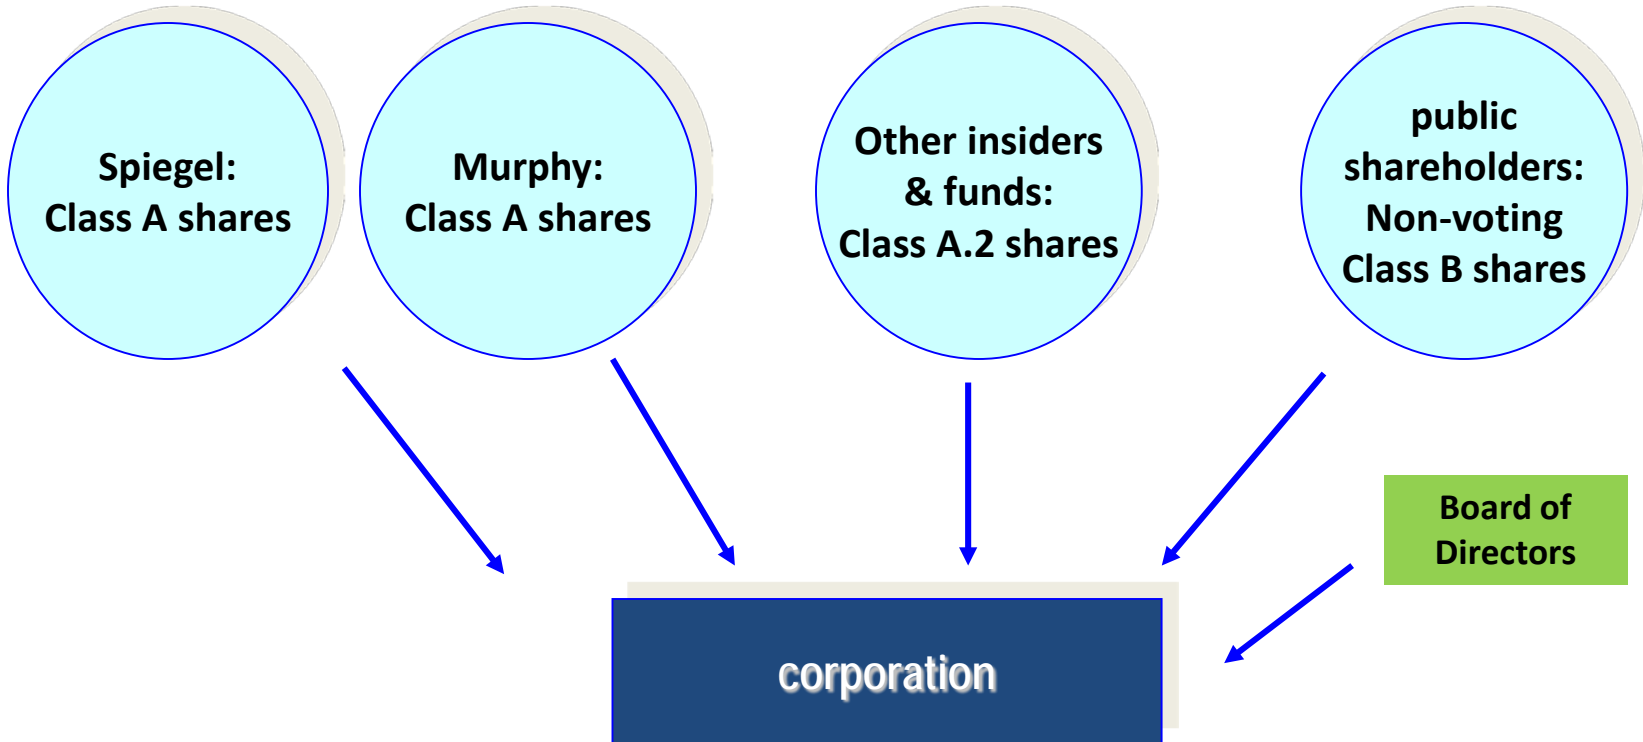 Spiegel:
Class A shares
Murphy:
Class A shares
Other insiders
& funds:
Class A.2 shares
public
shareholders:
Non-voting
Class B shares
Board of
Directors
corporation